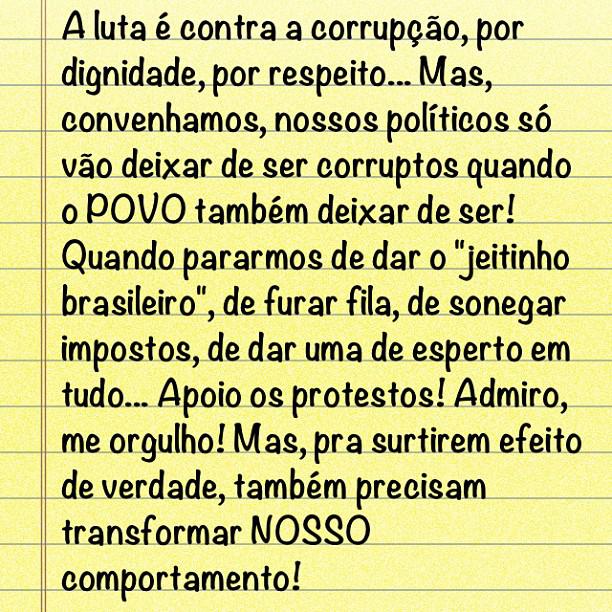 A luta é contra a corrupção, por
dignidade, por respeito... Mas,
convenhamos, nossos políticos só
vão deixar de ser corruptos quando
o POVO também deixar de ser!
Quando pararmos de dar o "jeitinho
brasileiro", de furar fila, de sonegar
impostos, de dar uma de esperto em
tudo... Apoio os protestos! Admiro,
me orgulho! Mas, pra surtirem efeito
de verdade, também precisam
transformar NOSSO
comportamento!